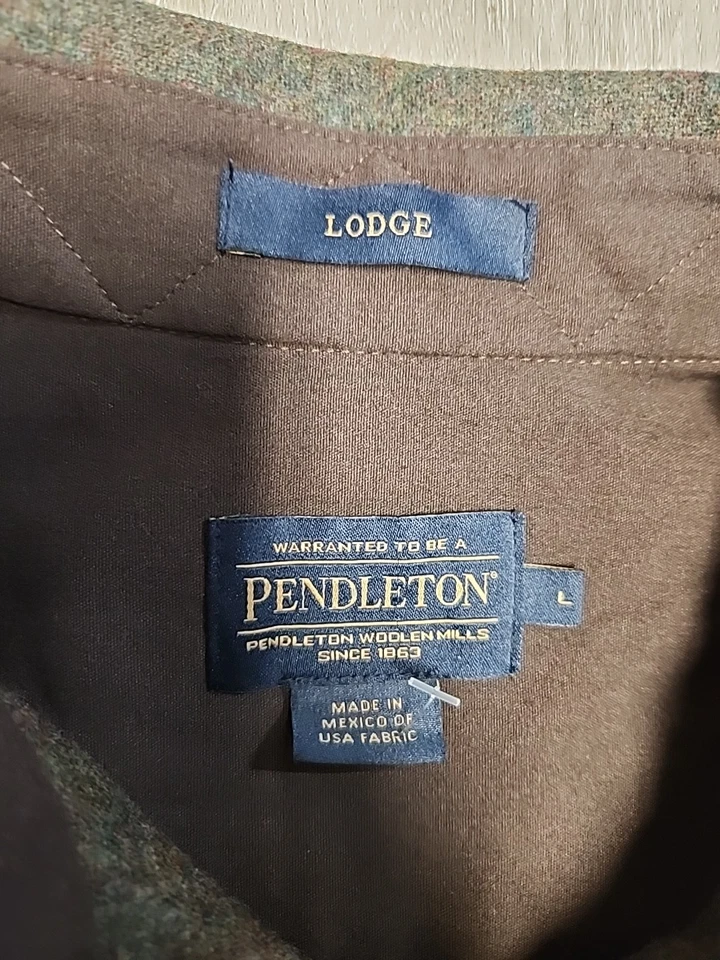 LODGE
WARRANTED TO BE A
PENDLETON®
L
PENDLETON WOOLEN MILLS
SINCE 1863
MADE IN
MEXICO OF
USA FABRIC